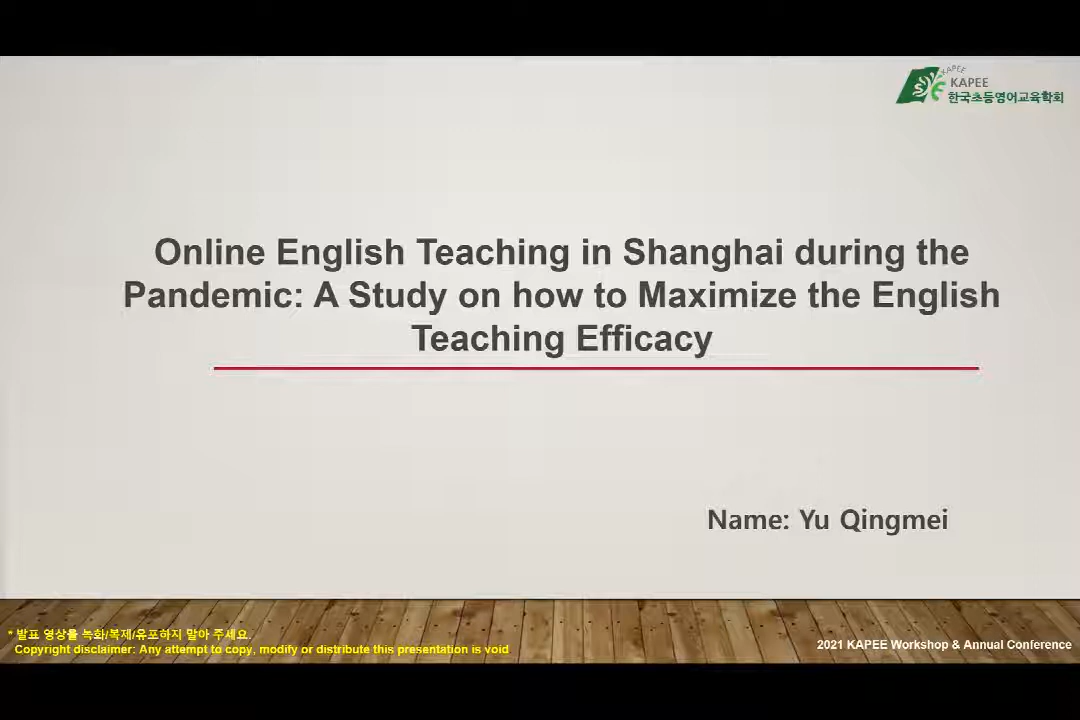 KAPEE
KAPEE
한국초등영어교육학회
Online English Teaching in Shanghai during the
Pandemic: A Study on how to Maximize the English
Teaching Efficacy
Name: Yu Qingmei
* 발표 영상를 녹화/복제/유포하지 말아 주세요.
Copyright disclaimer: Any attempt to copy, modify or distribute this presentation is void
2021 KAPEE Workshop & Annual Conference